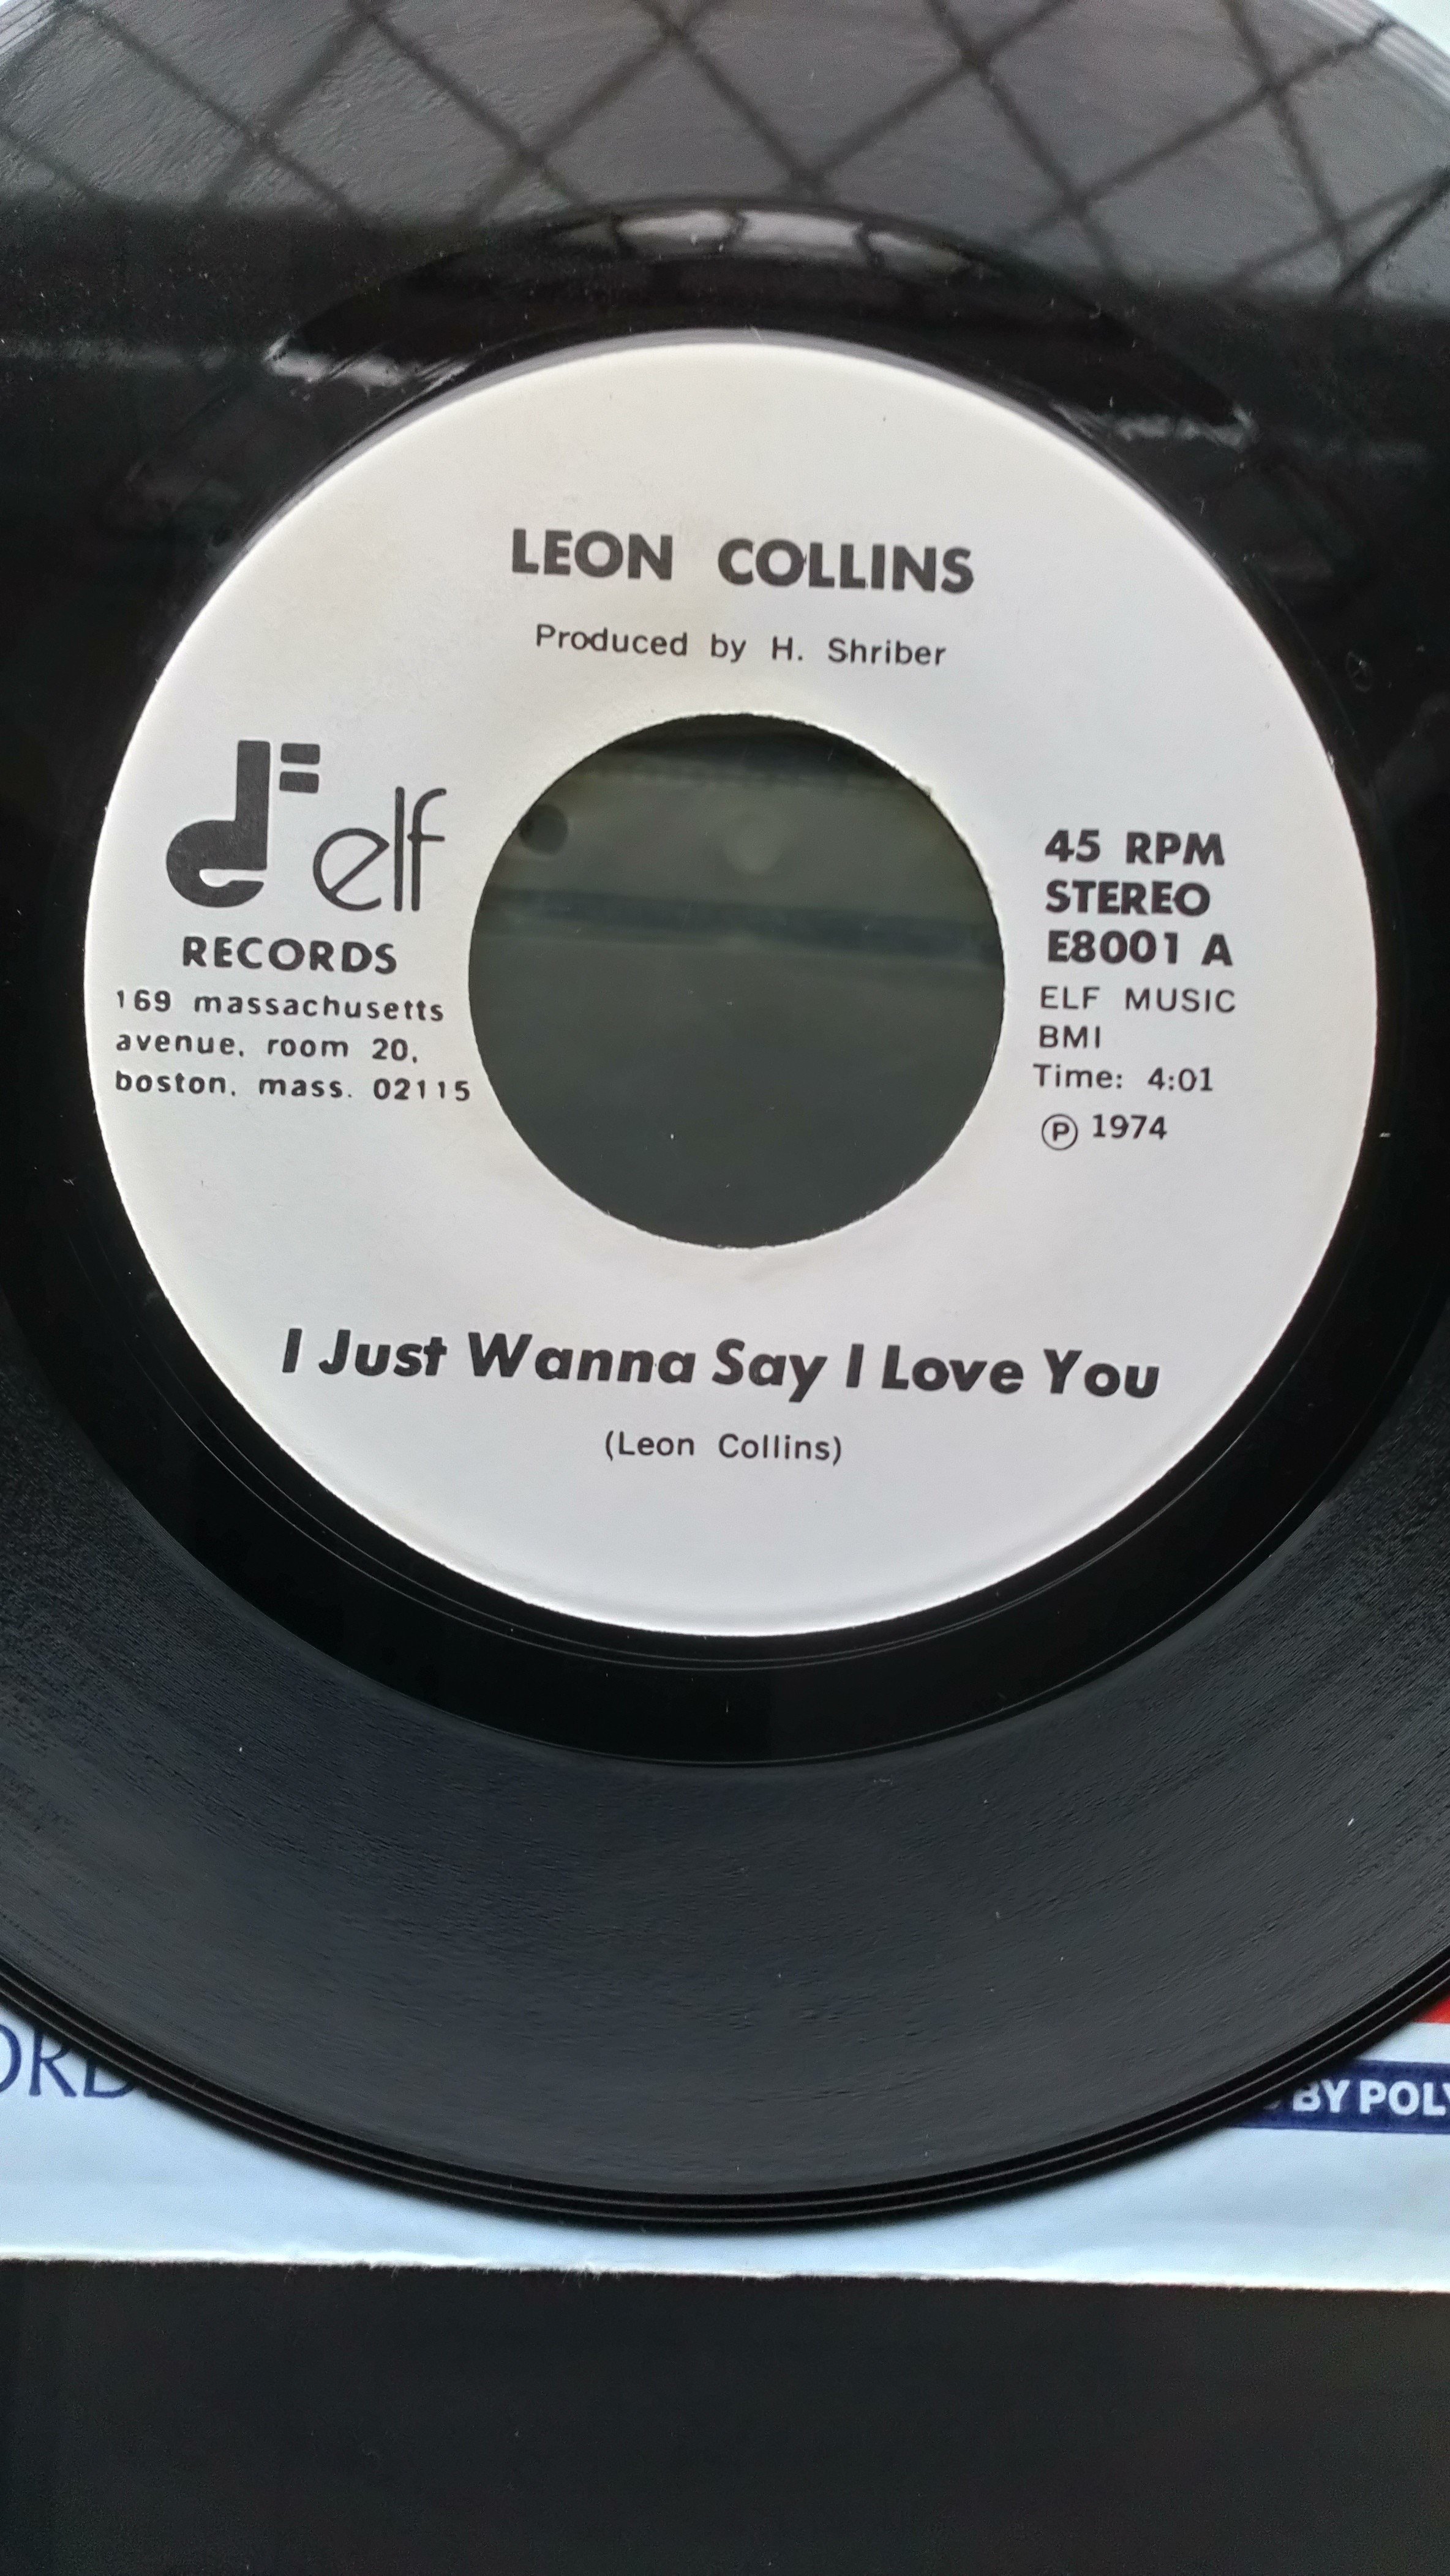 LEON COLLINS
Produced by H. Shriber
elf
RECORDS
169 massachusetts
avenue, room 20,
boston, mass. 02115
45 RPM
STEREO
E8001 A
ELF MUSIC
BMI
Time: 4:01
Ⓟ 1974
I Just Wanna Say I Love You
(Leon Collins)
BY POL